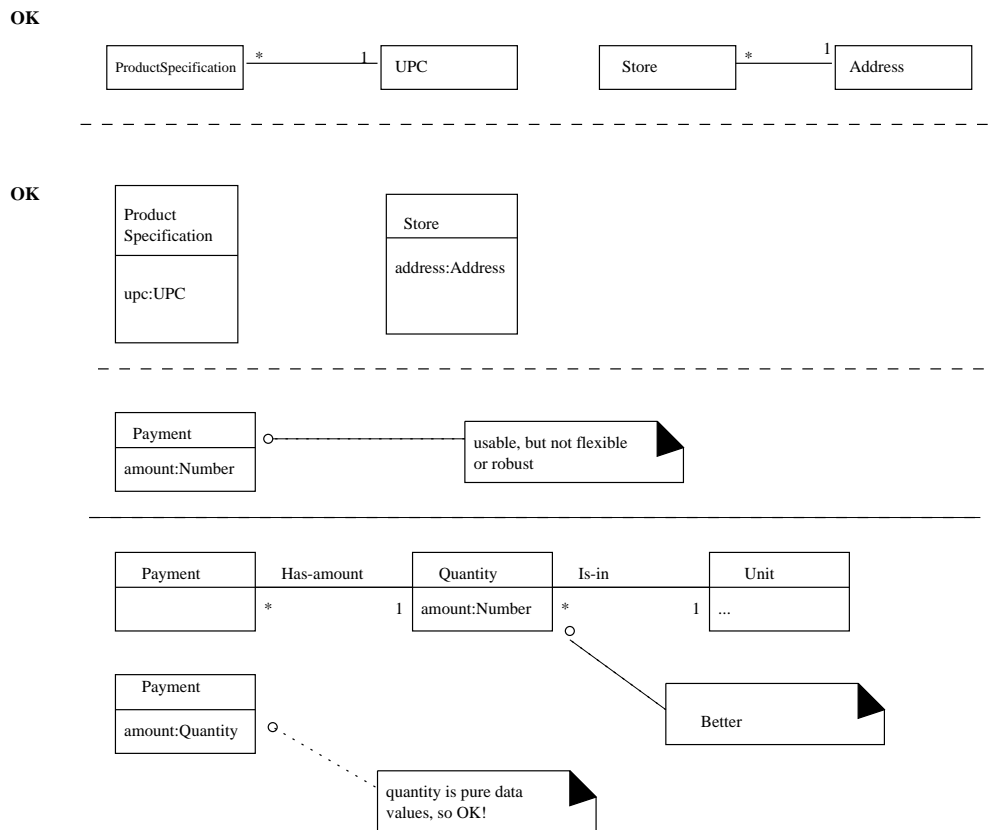 OK
ProductSpecification * 1 UPC Store * 1 Address
OK
Product
Specification
upc:UPC
Store
address:Address
Payment
amount:Number
usable, but not flexible
or robust
Payment Has-amount Quantity Is-in Unit
* 1 amount:Number * 1 ...
Payment
amount:Quantity
Better
quantity is pure data
values, so OK!